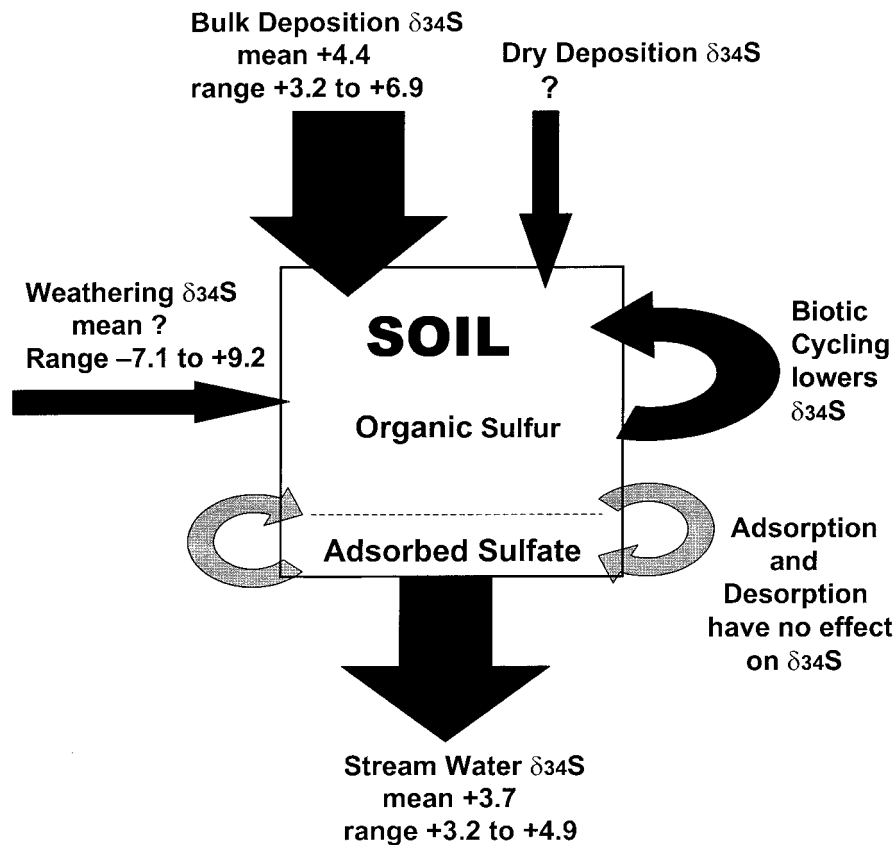 Bulk Deposition δ34S
mean +4.4
range +3.2 to +6.9
Dry Deposition δ34S
?
Weathering δ34S
mean ?
Range –7.1 to +9.2
SOIL
Organic Sulfur
Biotic
Cycling
lowers
δ34S
Adsorbed Sulfate
Adsorption
and
Desorption
have no effect
on δ34S
Stream Water δ34S
mean +3.7
range +3.2 to +4.9